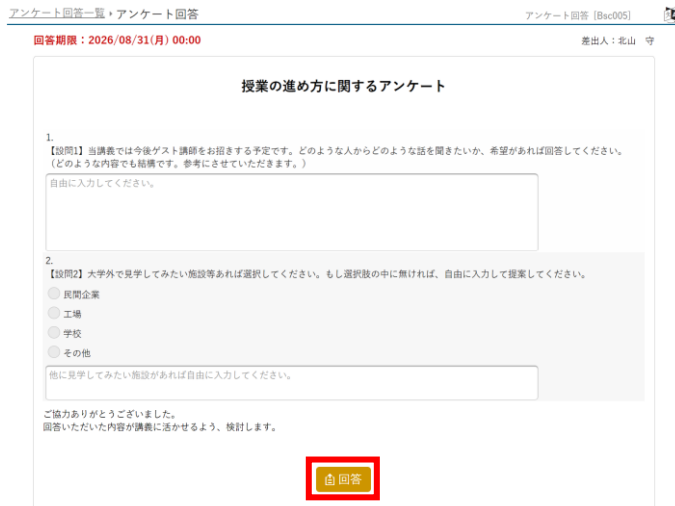 アンケート回答一覧 › アンケート回答
アンケート回答 [Bsc005]
回答期限：2026/08/31(月) 00:00
差出人：北山　守
授業の進め方に関するアンケート
1.
【設問1】当講義では今後ゲスト講師をお招きする予定です。どのような人からどのような話を聞きたいか、希望があれば回答してください。
（どのような内容でも結構です。参考にさせていただきます。）
自由に入力してください。
2.
【設問2】大学外で見学してみたい施設等あれば選択してください。もし選択肢の中に無ければ、自由に入力して提案してください。
民間企業
工場
学校
その他
他に見学してみたい施設があれば自由に入力してください。
ご協力ありがとうございました。
回答いただいた内容が講義に活かせるよう、検討します。
回答